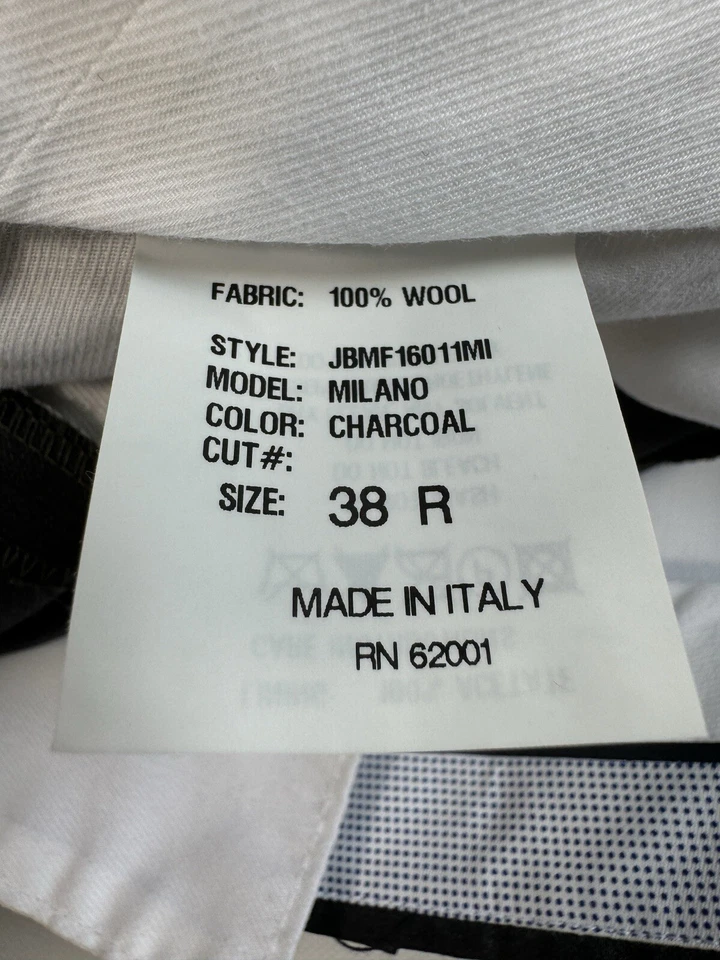 FABRIC: 100% WOOL
STYLE: JBMF16011MI
MODEL: MILANO
COLOR: CHARCOAL
CUT#:
SIZE: 38 R
MADE IN ITALY
RN 62001